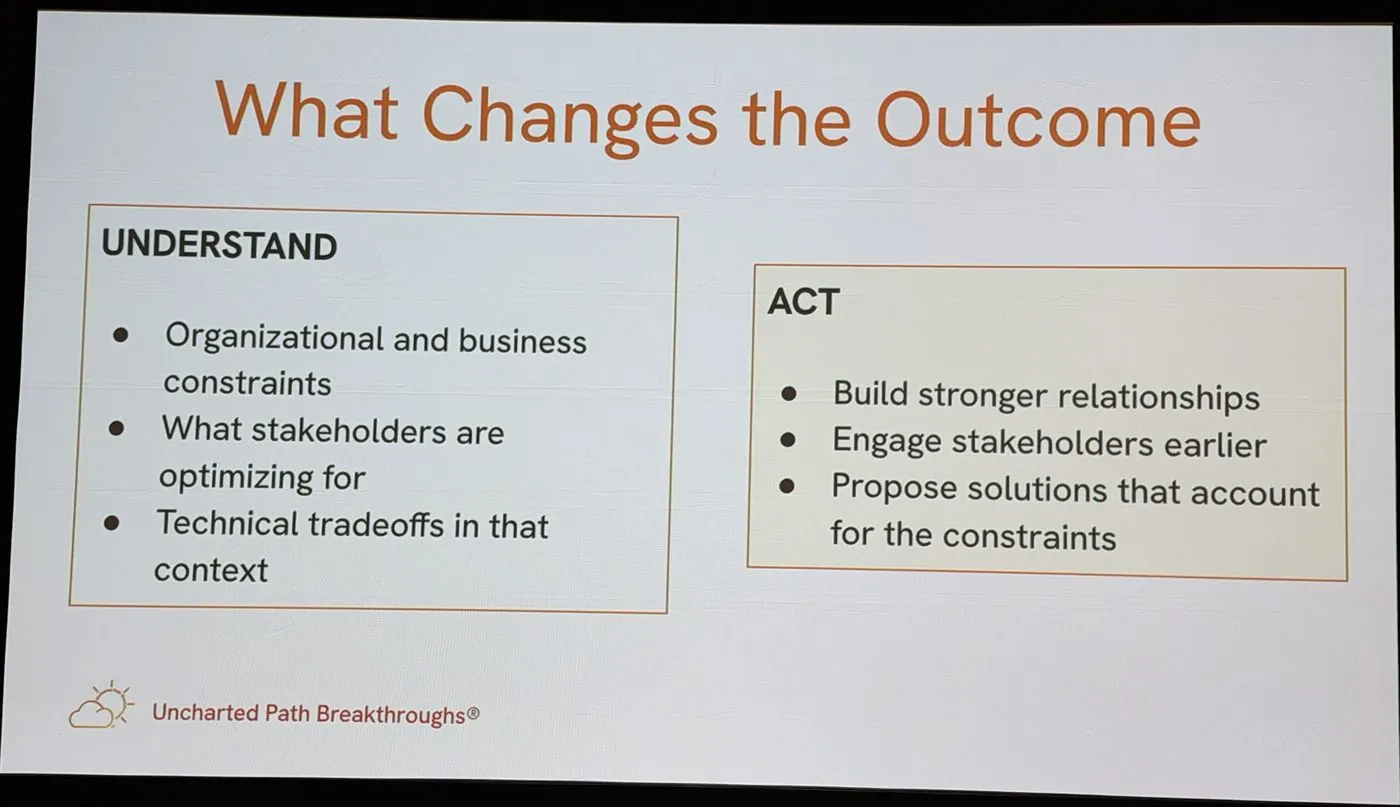 What Changes the Outcome
UNDERSTAND
● Organizational and business
constraints
● What stakeholders are
optimizing for
● Technical tradeoffs in that
context
ACT
● Build stronger relationships
● Engage stakeholders earlier
● Propose solutions that account
for the constraints
Uncharted Path Breakthroughs®